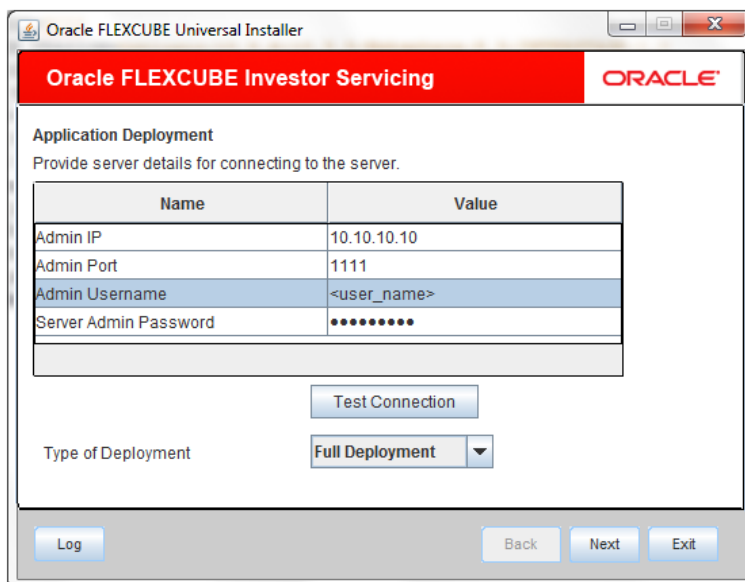 Oracle FLEXCUBE Universal Installer
Oracle FLEXCUBE Investor Servicing ORACLE
Application Deployment
Provide server details for connecting to the server.
Name Value
Admin IP 10.10.10.10
Admin Port 1111
Admin Username <user_name>
Server Admin Password •••••••••
Test Connection
Type of Deployment Full Deployment
Log Back Next Exit